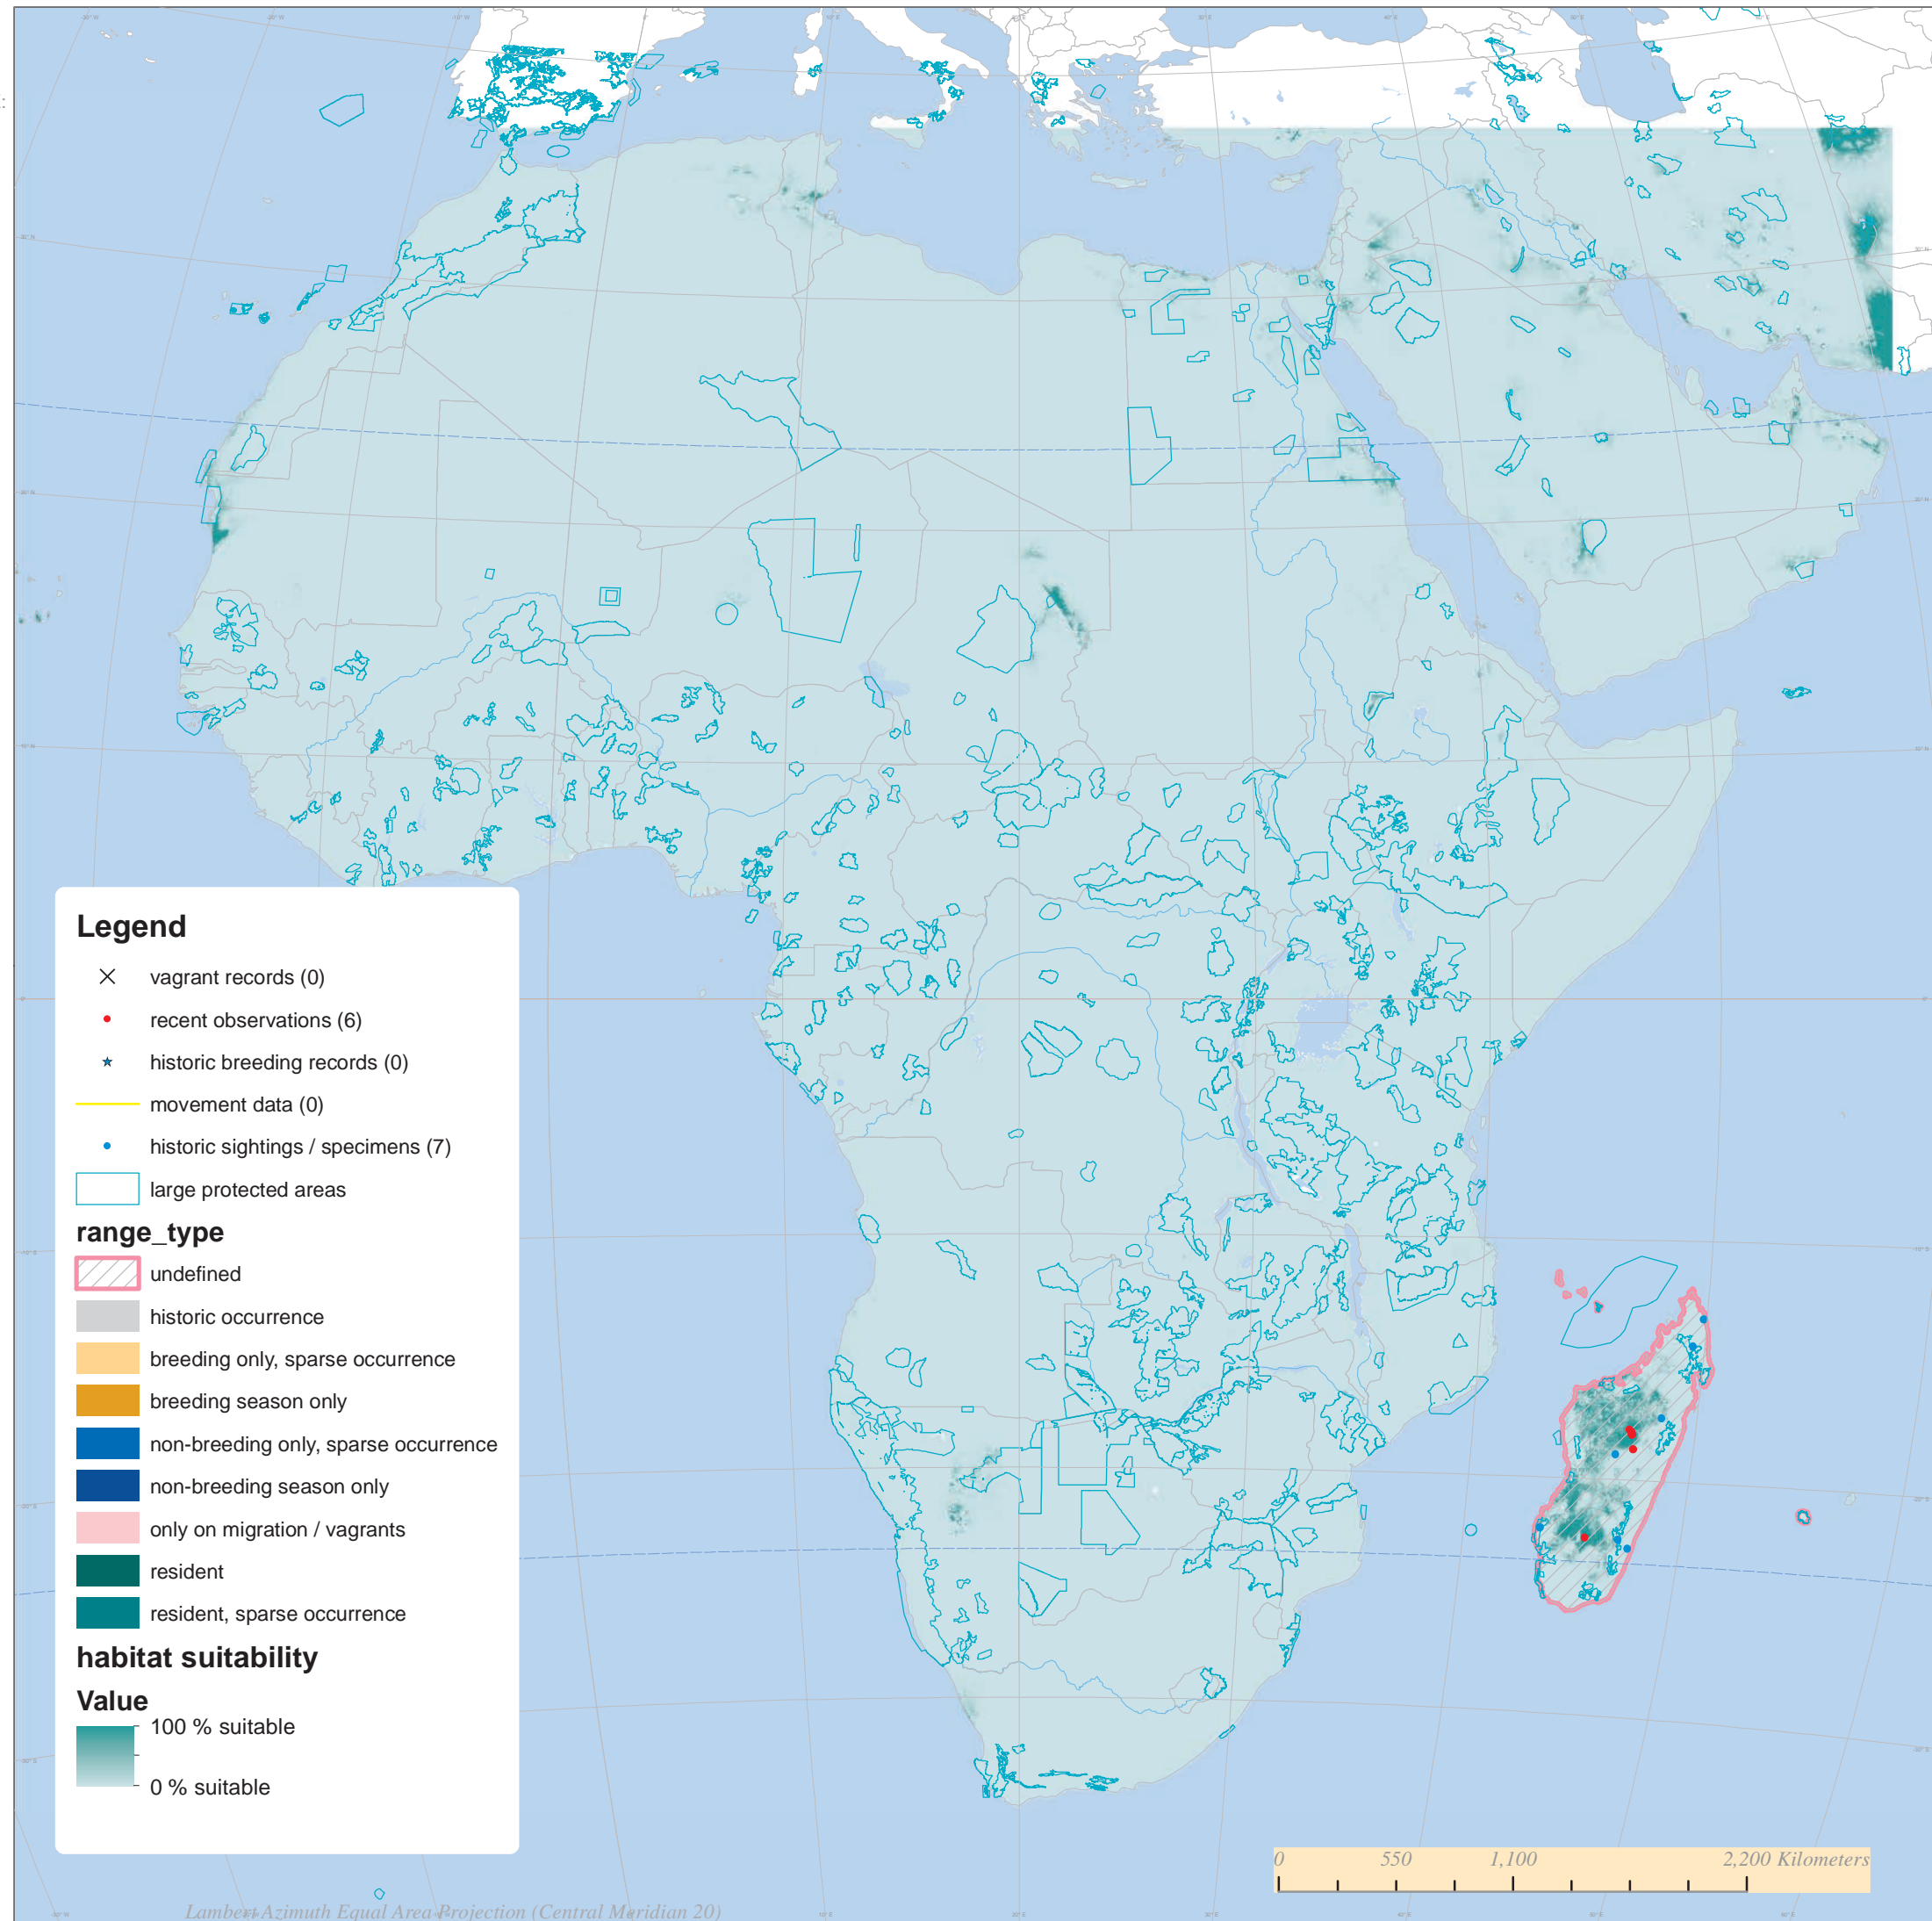 Legend
vagrant records (0)
recent observations (6)
historic breeding records (0)
movement data (0)
historic sightings / specimens (7)
large protected areas
range_type
undefined
historic occurrence
breeding only, sparse occurrence
breeding season only
non-breeding only, sparse occurrence
non-breeding season only
only on migration / vagrants
resident
resident, sparse occurrence
habitat suitability
Value
100 % suitable
0 % suitable
0 550 1,100 2,200 Kilometers
Lambert Azimuth Equal Area Projection (Central Meridian 20)